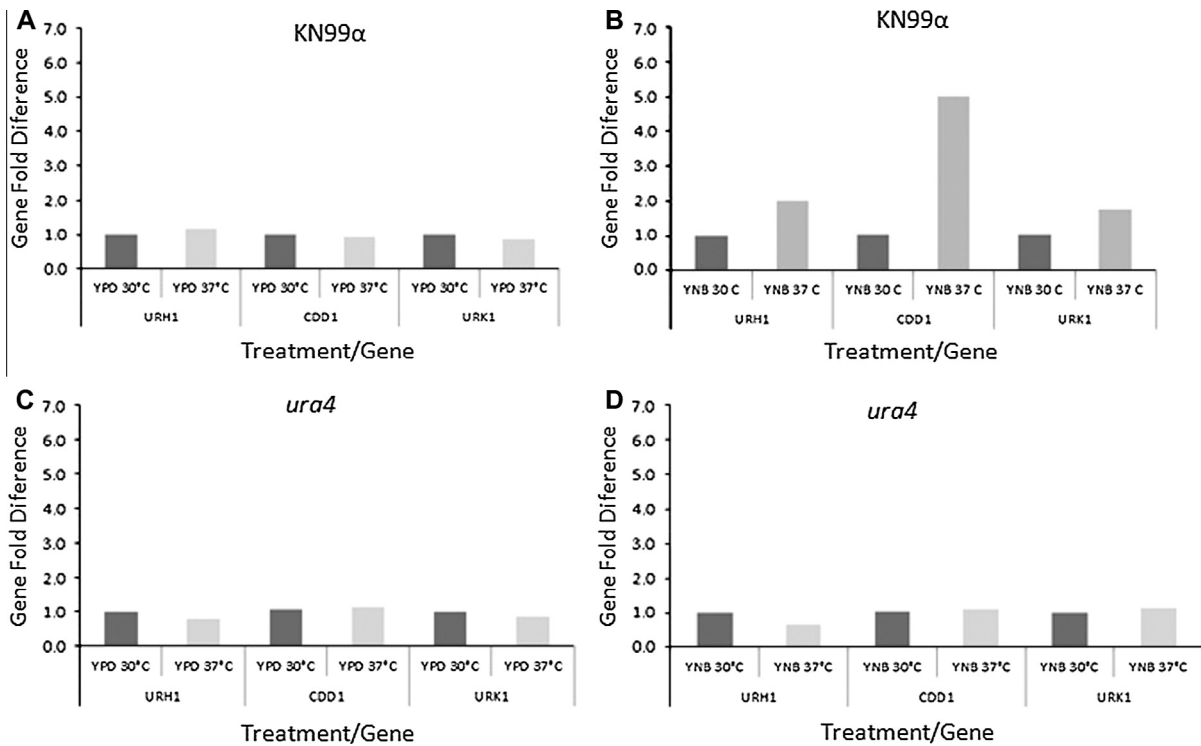 A
KN99α
Gene Fold Diference
7.0
6.0
5.0
4.0
3.0
2.0
1.0
0.0
YPD 30°C YPD 37°C YPD 30°C YPD 37°C YPD 30°C YPD 37°C
URH1 CDD1 URK1
Treatment/Gene
B
KN99α
Gene Fold Diference
7.0
6.0
5.0
4.0
3.0
2.0
1.0
0.0
YNB 30 C YNB 37 C YNB 30 C YNB 37 C YNB 30 C YNB 37 C
URH1 CDD1 URK1
Treatment/Gene
C
ura4
Gene Fold Diference
7.0
6.0
5.0
4.0
3.0
2.0
1.0
0.0
YPD 30°C YPD 37°C YPD 30°C YPD 37°C YPD 30°C YPD 37°C
URH1 CDD1 URK1
Treatment/Gene
D
ura4
Gene Fold Diference
7.0
6.0
5.0
4.0
3.0
2.0
1.0
0.0
YNB 30°C YNB 37°C YNB 30°C YNB 37°C YNB 30°C YNB 37°C
URH1 CDD1 URK1
Treatment/Gene